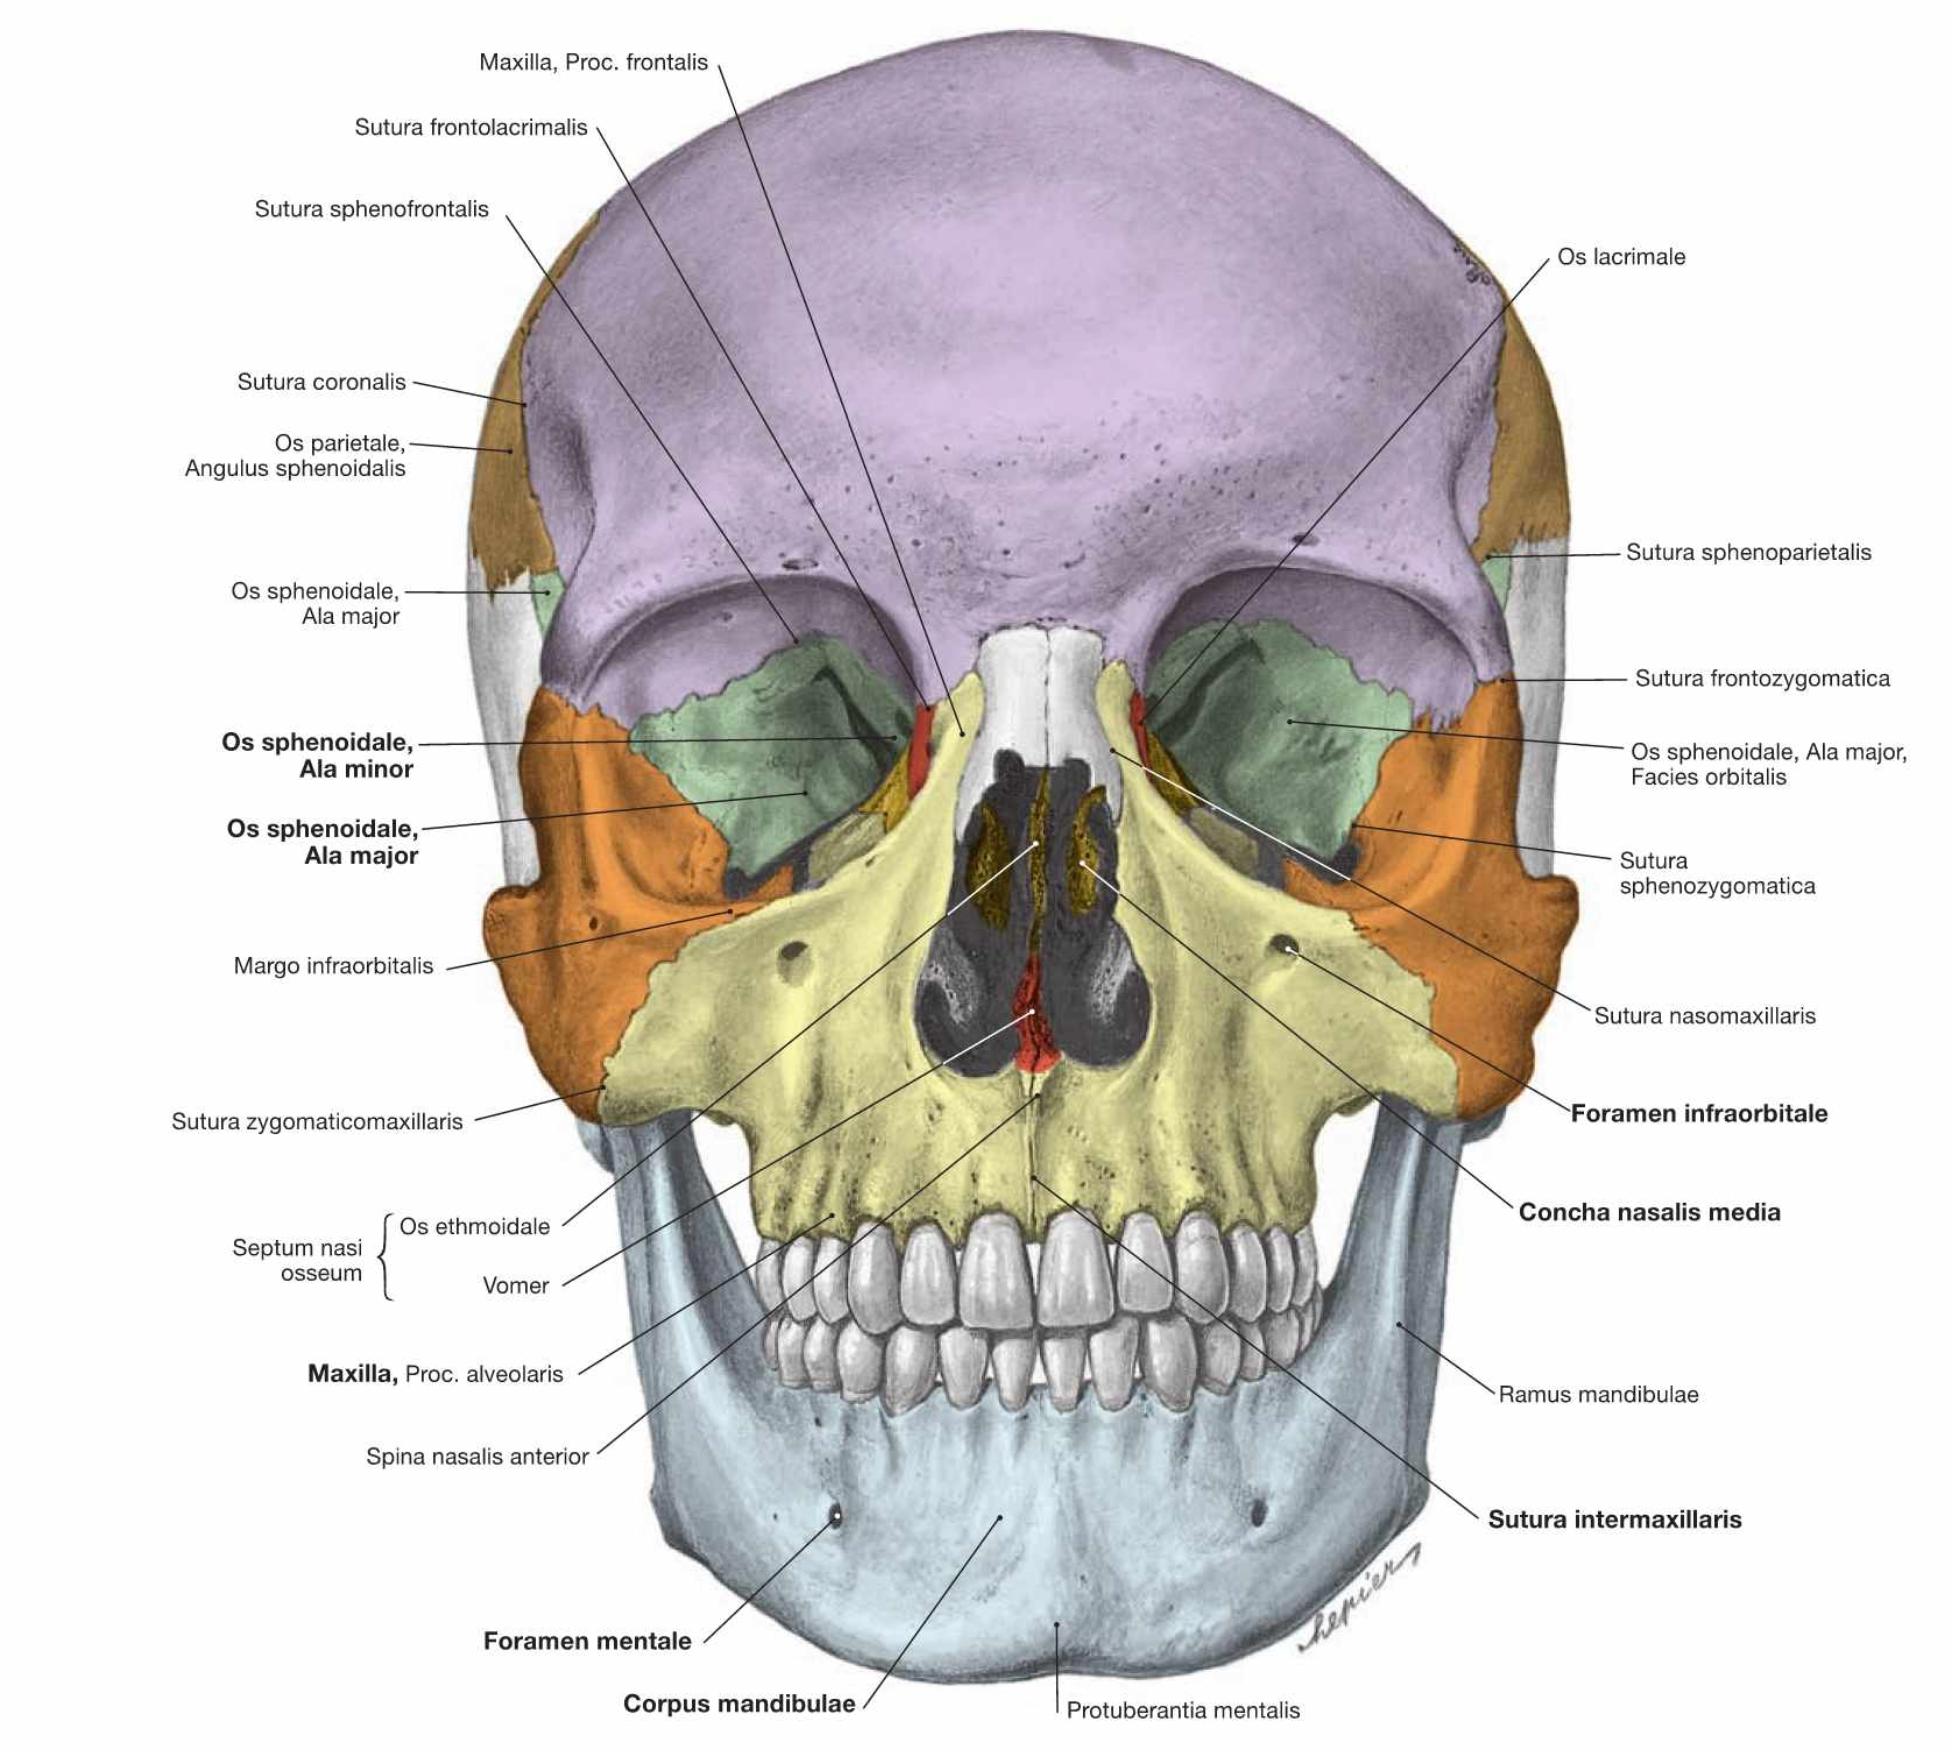 Maxilla, Proc. frontalis
Sutura frontolacrimalis
Sutura sphenofrontalis
Sutura coronalis
Os parietale,
Angulus sphenoidalis
Os sphenoidale,
Ala major
Os sphenoidale,
Ala minor
Os sphenoidale,
Ala major
Margo infraorbitalis
Sutura zygomaticomaxillaris
Septum nasi
osseum
Os ethmoidale
Vomer
Maxilla, Proc. alveolaris
Spina nasalis anterior
Foramen mentale
Corpus mandibulae
Os lacrimale
Sutura sphenoparietalis
Sutura frontozygomatica
Os sphenoidale, Ala major,
Facies orbitalis
Sutura
sphenozygomatica
Sutura nasomaxillaris
Foramen infraorbitale
Concha nasalis media
Ramus mandibulae
Sutura intermaxillaris
Protuberantia mentalis